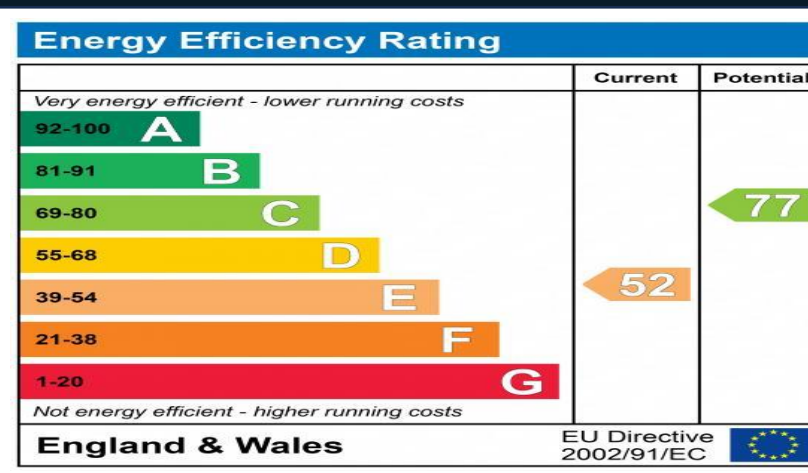 Energy Efficiency Rating
Current Potential
Very energy efficient - lower running costs
92-100 A
81-91 B
69-80 C
77
55-68 D
39-54 E
52
21-38 F
1-20 G
Not energy efficient - higher running costs
England & Wales
EU Directive
2002/91/EC